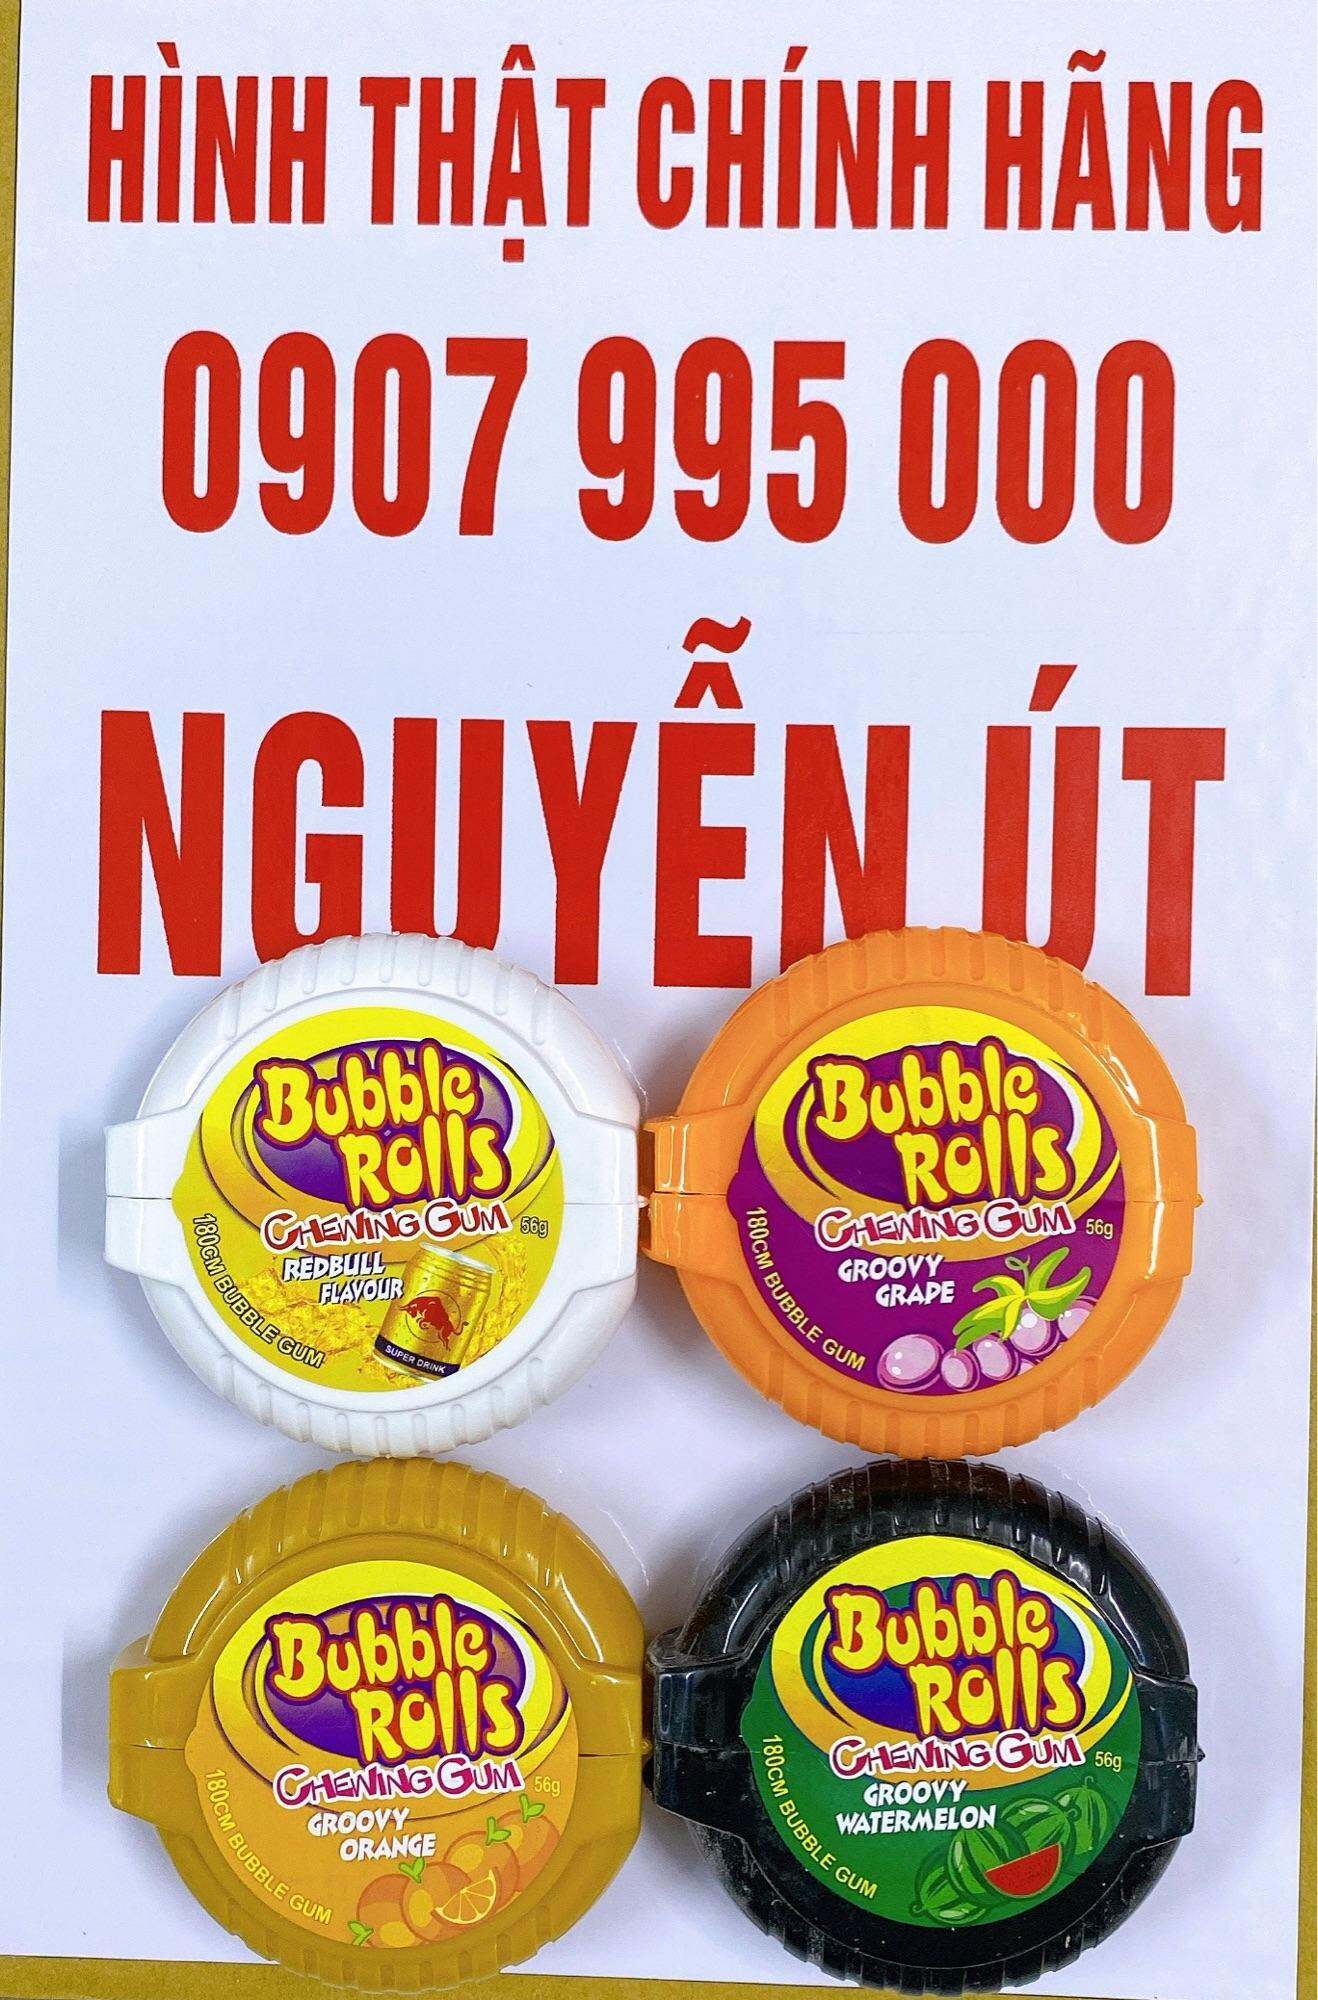 HÌNH THẬT CHÍNH HÃNG
0907 995 000
NGUYỄN ÚT
Bubble
Rolls
CHEWING GUM
56g
REDBULL
FLAVOUR
180CM BUBBLE GUM
SUPER DRINK
Bubble
Rolls
CHEWING GUM
56g
GROOVY
GRAPE
180CM BUBBLE GUM
Bubble
Rolls
CHEWING GUM
56g
GROOVY
ORANGE
180CM BUBBLE GUM
Bubble
Rolls
CHEWING GUM
56g
GROOVY
WATERMELON
180CM BUBBLE GUM